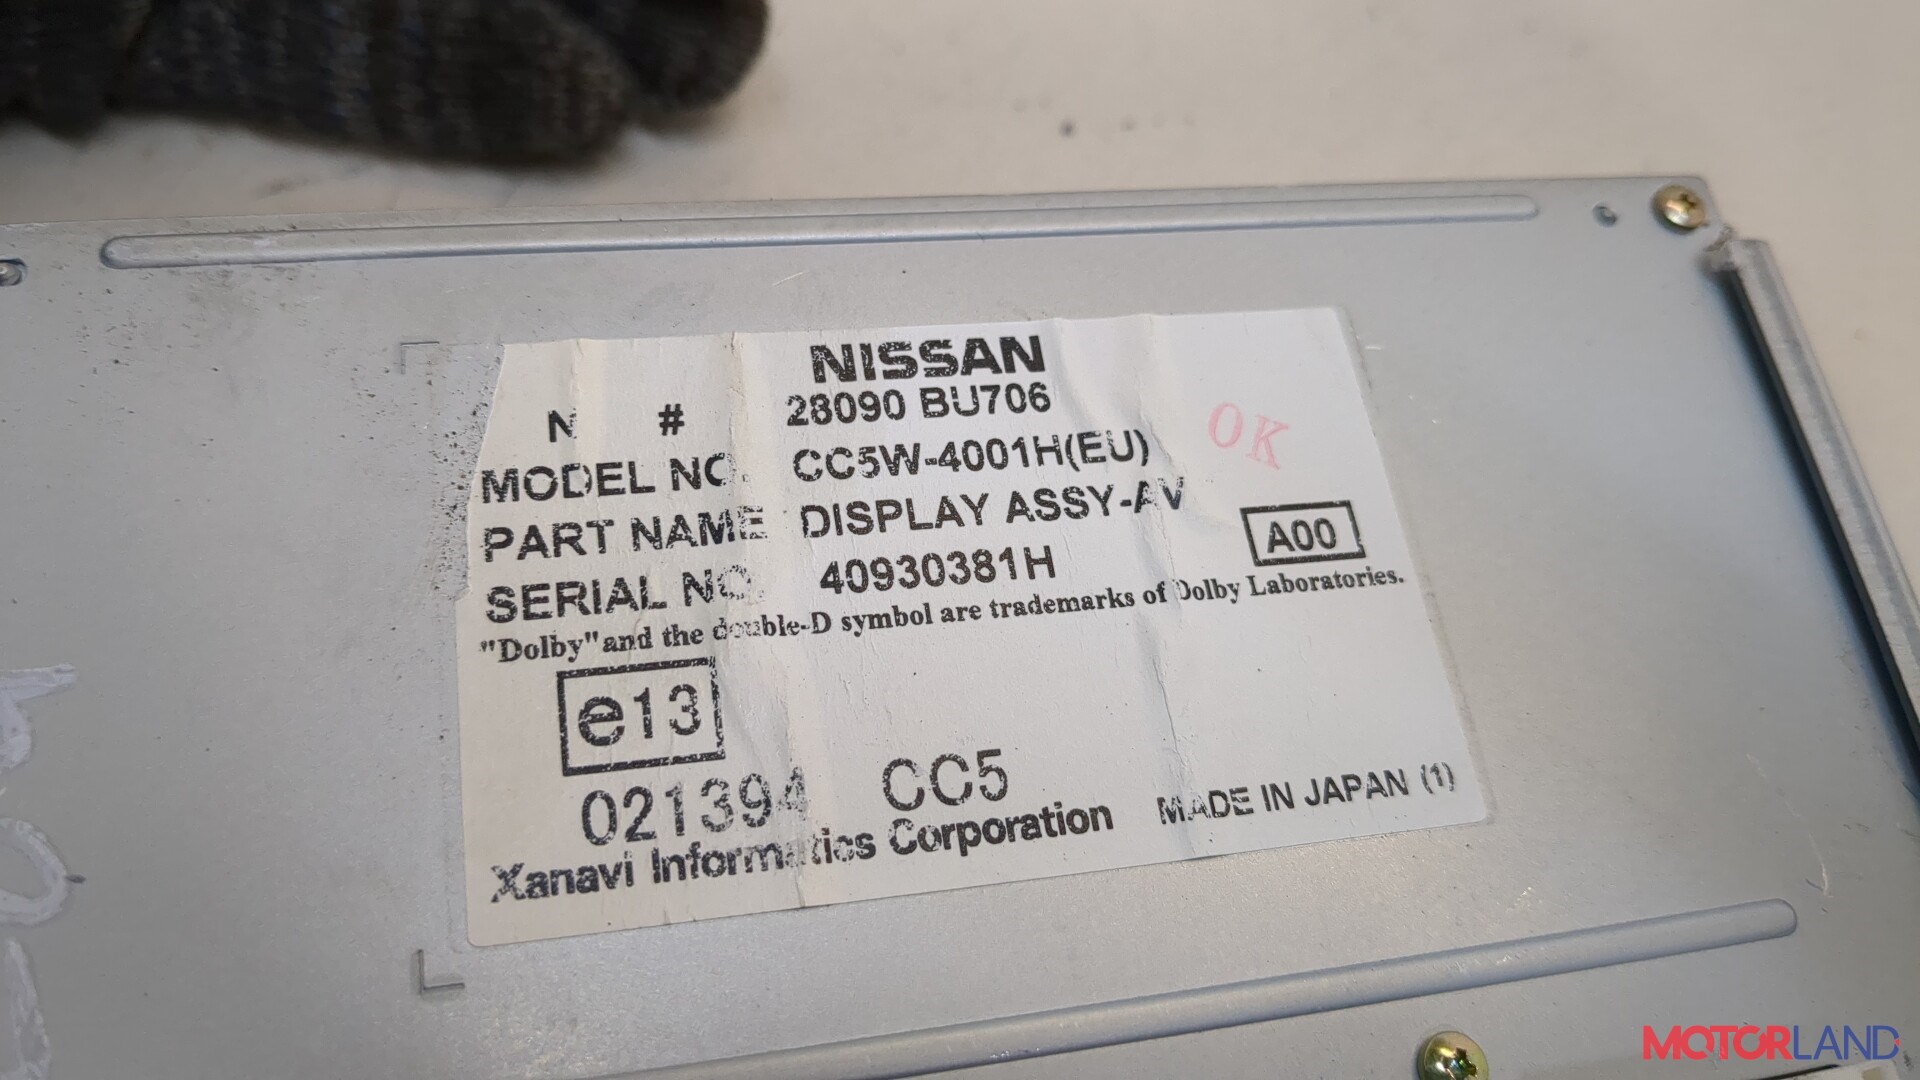 NISSAN
N # 28090 BU706
MODEL NO. CC5W-4001H(EU)
OK
PART NAME DISPLAY ASSY-AV
A00
SERIAL NO. 40930381H
"Dolby" and the double-D symbol are trademarks of Dolby Laboratories.
e13
021394 CC5
Xanavi Informatics Corporation MADE IN JAPAN (1)
MOTORLAND